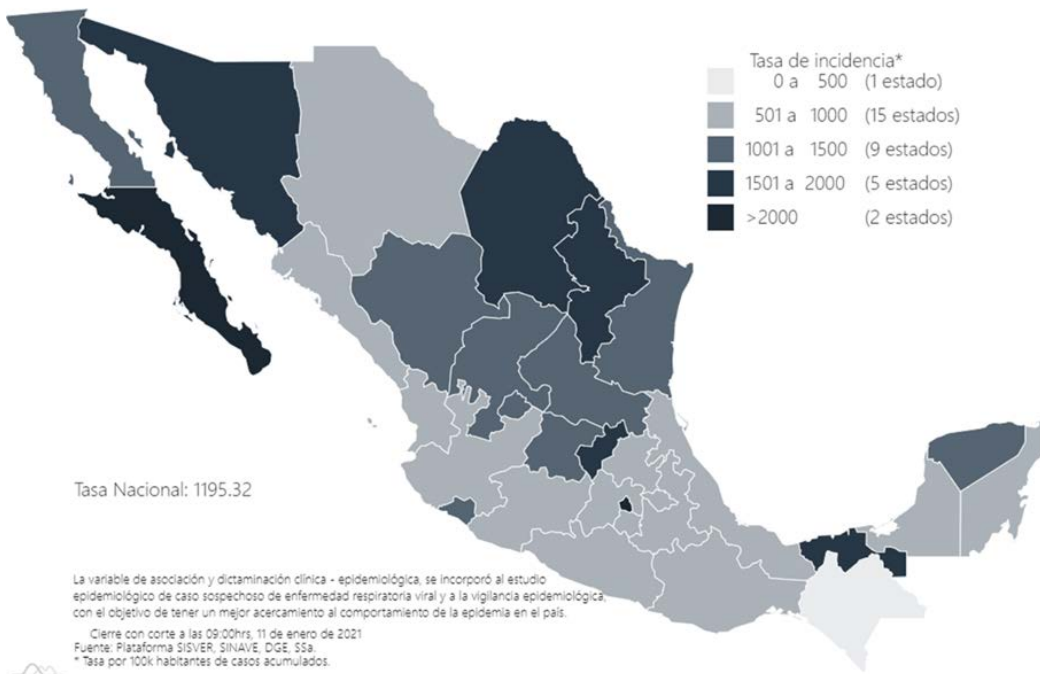 Tasa de incidencia*
0 a 500 (1 estado)
501 a 1000 (15 estados)
1001 a 1500 (9 estados)
1501 a 2000 (5 estados)
>2000 (2 estados)
Tasa Nacional: 1195.32
La variable de asociación y dictaminación clínica - epidemiológica, se incorporó al estudio
epidemiológico de caso sospechoso de enfermedad respiratoria viral y a la vigilancia epidemiológica,
con el objetivo de tener un mejor acercamiento al comportamiento de la epidemia en el país.
Cierre con corte a las 09:00hrs, 11 de enero de 2021
Fuente: Plataforma SISVER, SINAVE, DGE, SSa.
* Tasa por 100k habitantes de casos acumulados.